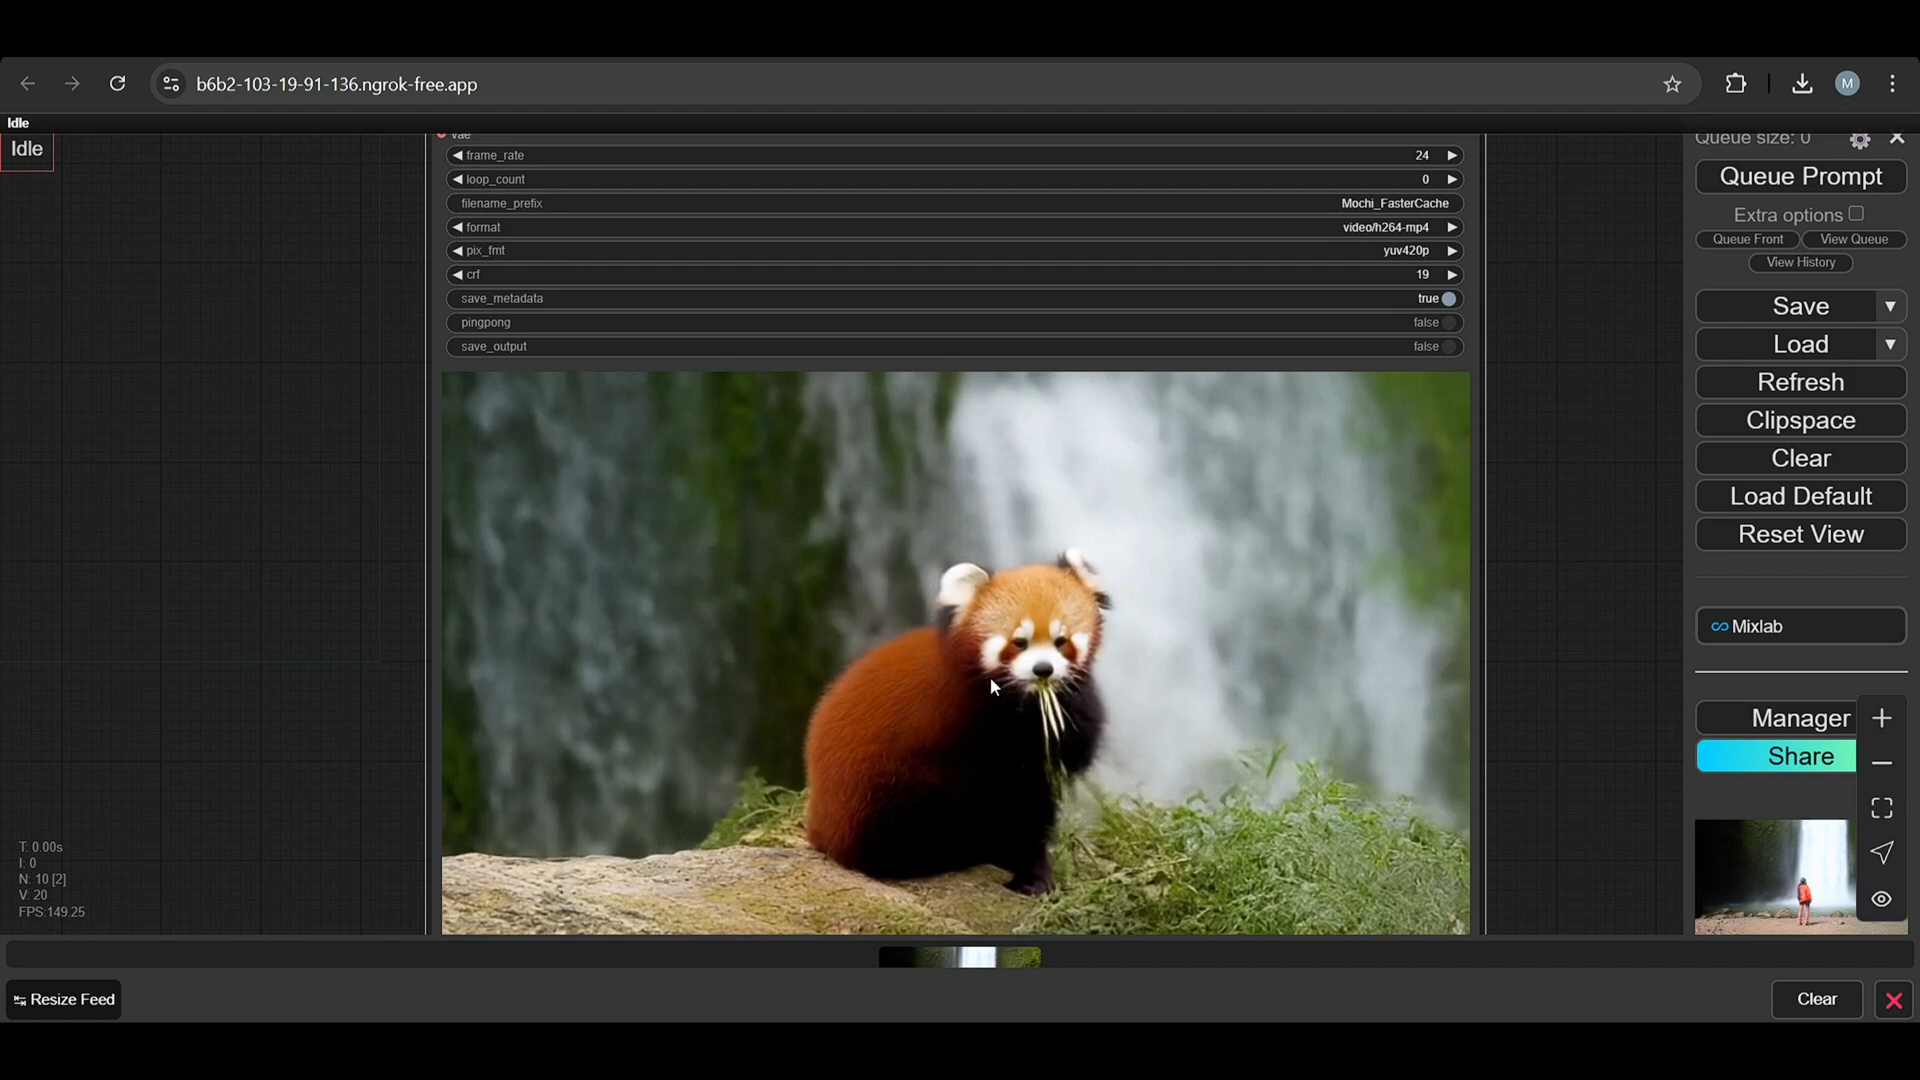 b6b2-103-19-91-136.ngrok-free.app
M
Idle
Idle
vae
frame_rate 24
loop_count 0
filename_prefix Mochi_FasterCache
format video/h264-mp4
pix_fmt yuv420p
crf 19
save_metadata true
pingpong false
save_output false
Queue size: 0
Queue Prompt
Extra options
Queue Front View Queue
View History
Save
Load
Refresh
Clipspace
Clear
Load Default
Reset View
Mixlab
Manager
Share
T: 0.00s
I: 0
N: 10 [2]
V: 20
FPS:149.25
Resize Feed
Clear